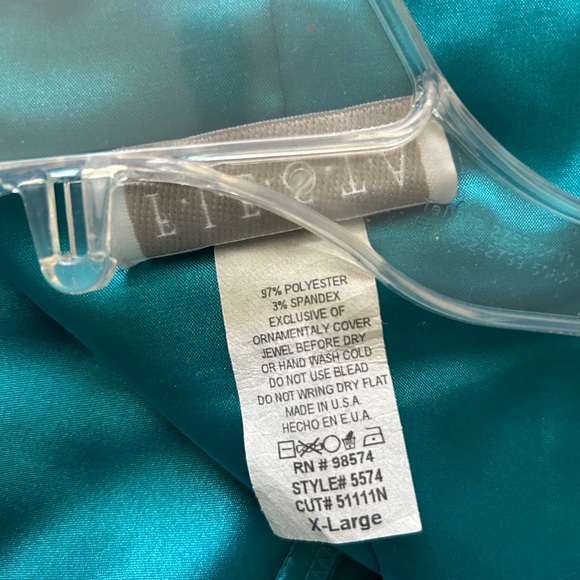 97% POLYESTER
3% SPANDEX
EXCLUSIVE OF
ORNAMENTALY COVER
JEWEL BEFORE DRY
OR HAND WASH COLD
DO NOT USE BLEAD
DO NOT WRING DRY FLAT
MADE IN U.S.A.
HECHO EN E.U.A.
RN # 98574
STYLE# 5574
CUT# 51111N
X-Large